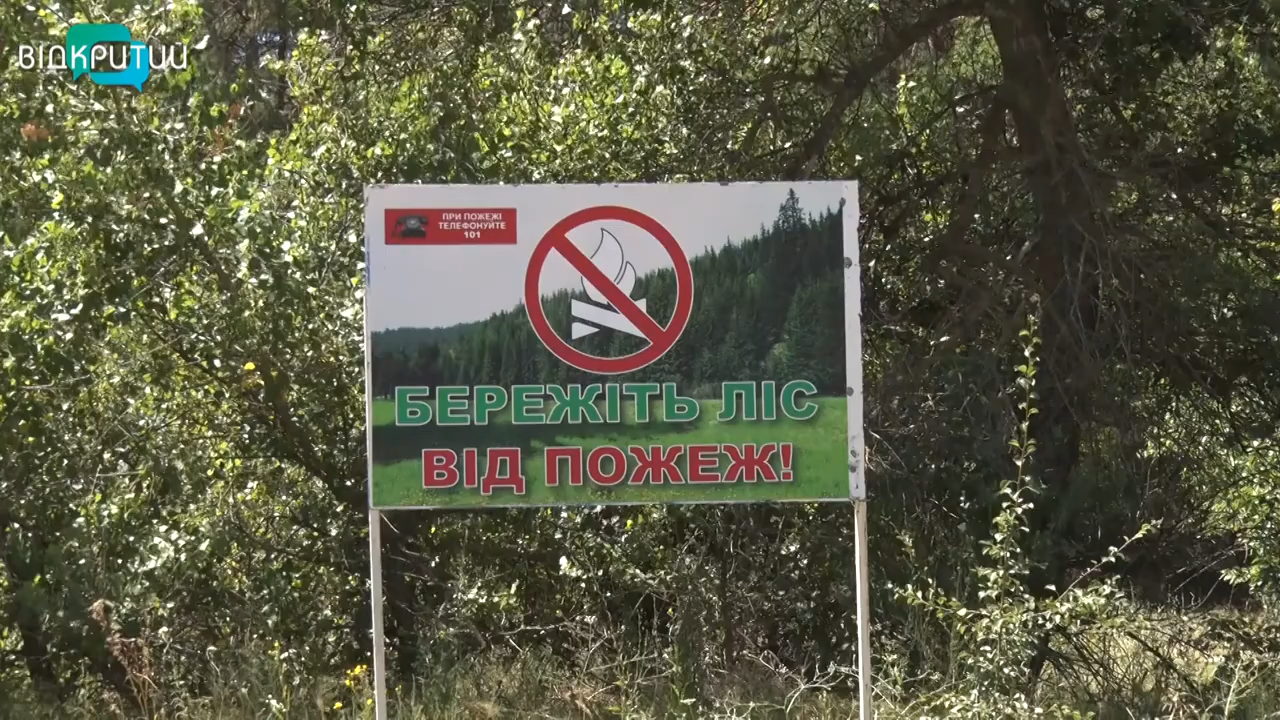 ВІДКРИТИЙ
ПРИ ПОЖЕЖІ
ТЕЛЕФОНУЙТЕ
101
БЕРЕЖІТЬ ЛІС
ВІД ПОЖЕЖ!